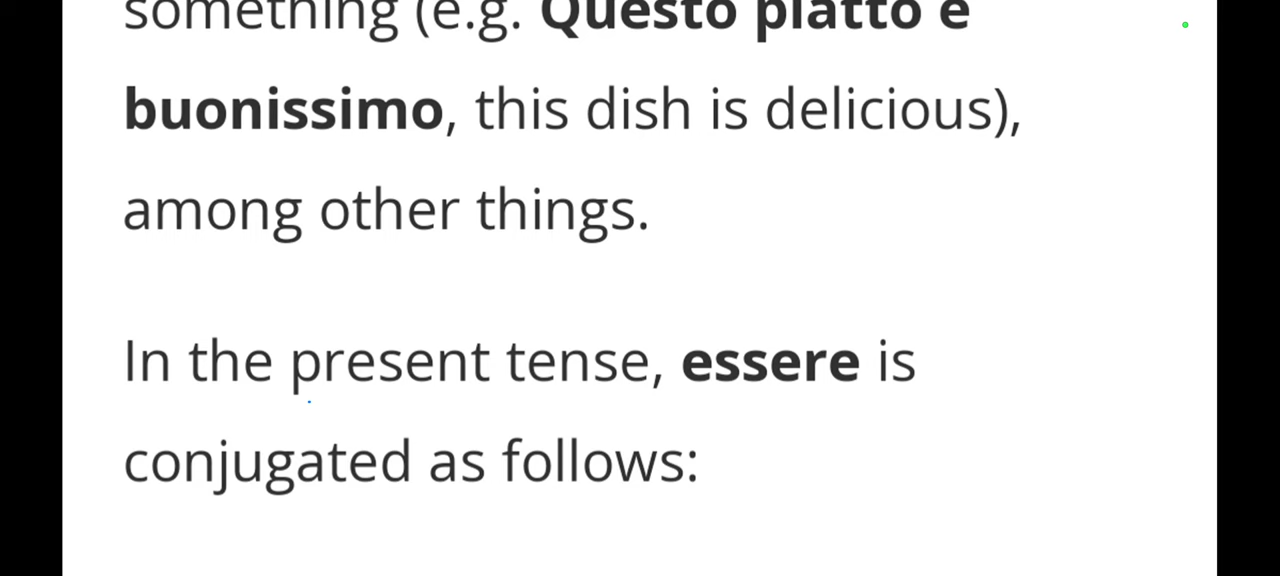 something (e.g. Questo piatto è
buonissimo, this dish is delicious),
among other things.
In the present tense, essere is
conjugated as follows: